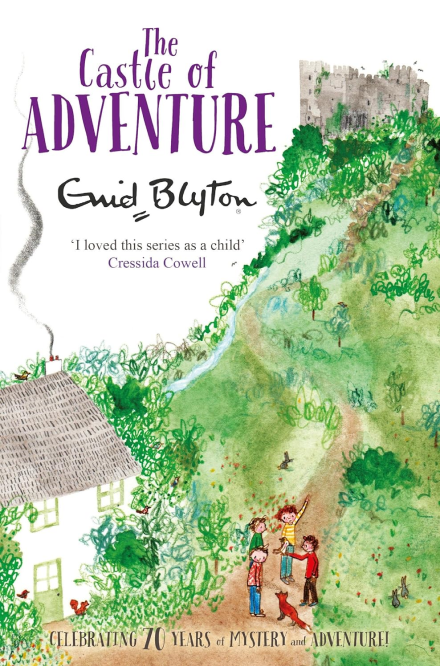 The
Castle of
ADVENTURE
Enid Blyton®
‘I loved this series as a child’
Cressida Cowell
CELEBRATING 70 YEARS of MYSTERY and ADVENTURE!